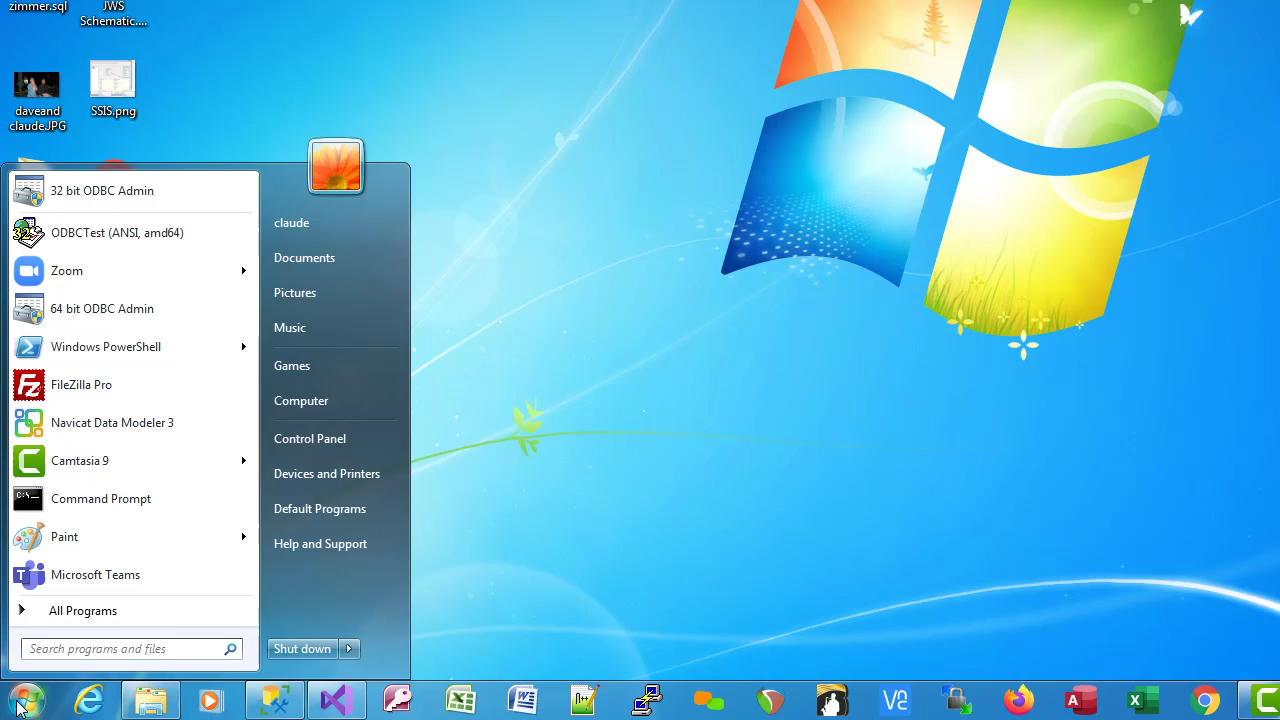 zimmer.sql
JWS
Schematic....
daveand
claude.JPG
SSIS.png
32 bit ODBC Admin
ODBCTest (ANSI, amd64)
Zoom
64 bit ODBC Admin
Windows PowerShell
FileZilla Pro
Navicat Data Modeler 3
Camtasia 9
Command Prompt
Paint
Microsoft Teams
All Programs
Search programs and files
claude
Documents
Pictures
Music
Games
Computer
Control Panel
Devices and Printers
Default Programs
Help and Support
Shut down